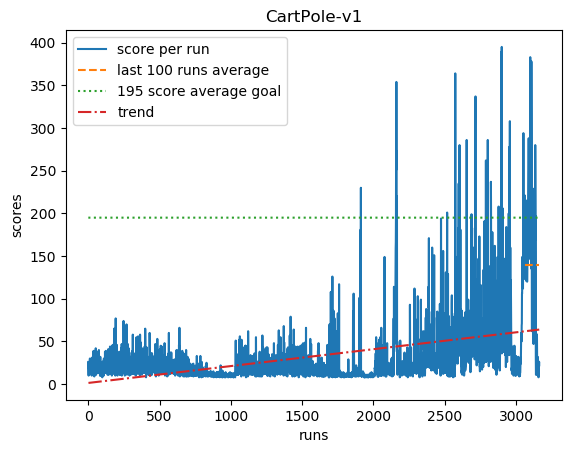 CartPole-v1
score per run
last 100 runs average
195 score average goal
trend
scores
400
350
300
250
200
150
100
50
0
0 500 1000 1500 2000 2500 3000
runs